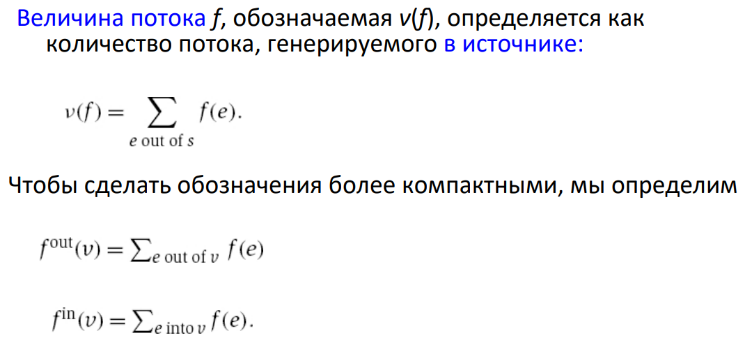 Величина потока f, обозначаемая ν(f), определяется как
количество потока, генерируемого в источнике:
ν(f) = ∑ f(e).
e out of s
Чтобы сделать обозначения более компактными, мы определим
f^out(v) = ∑_e out of v f(e)
f^in(v) = ∑_e into v f(e).